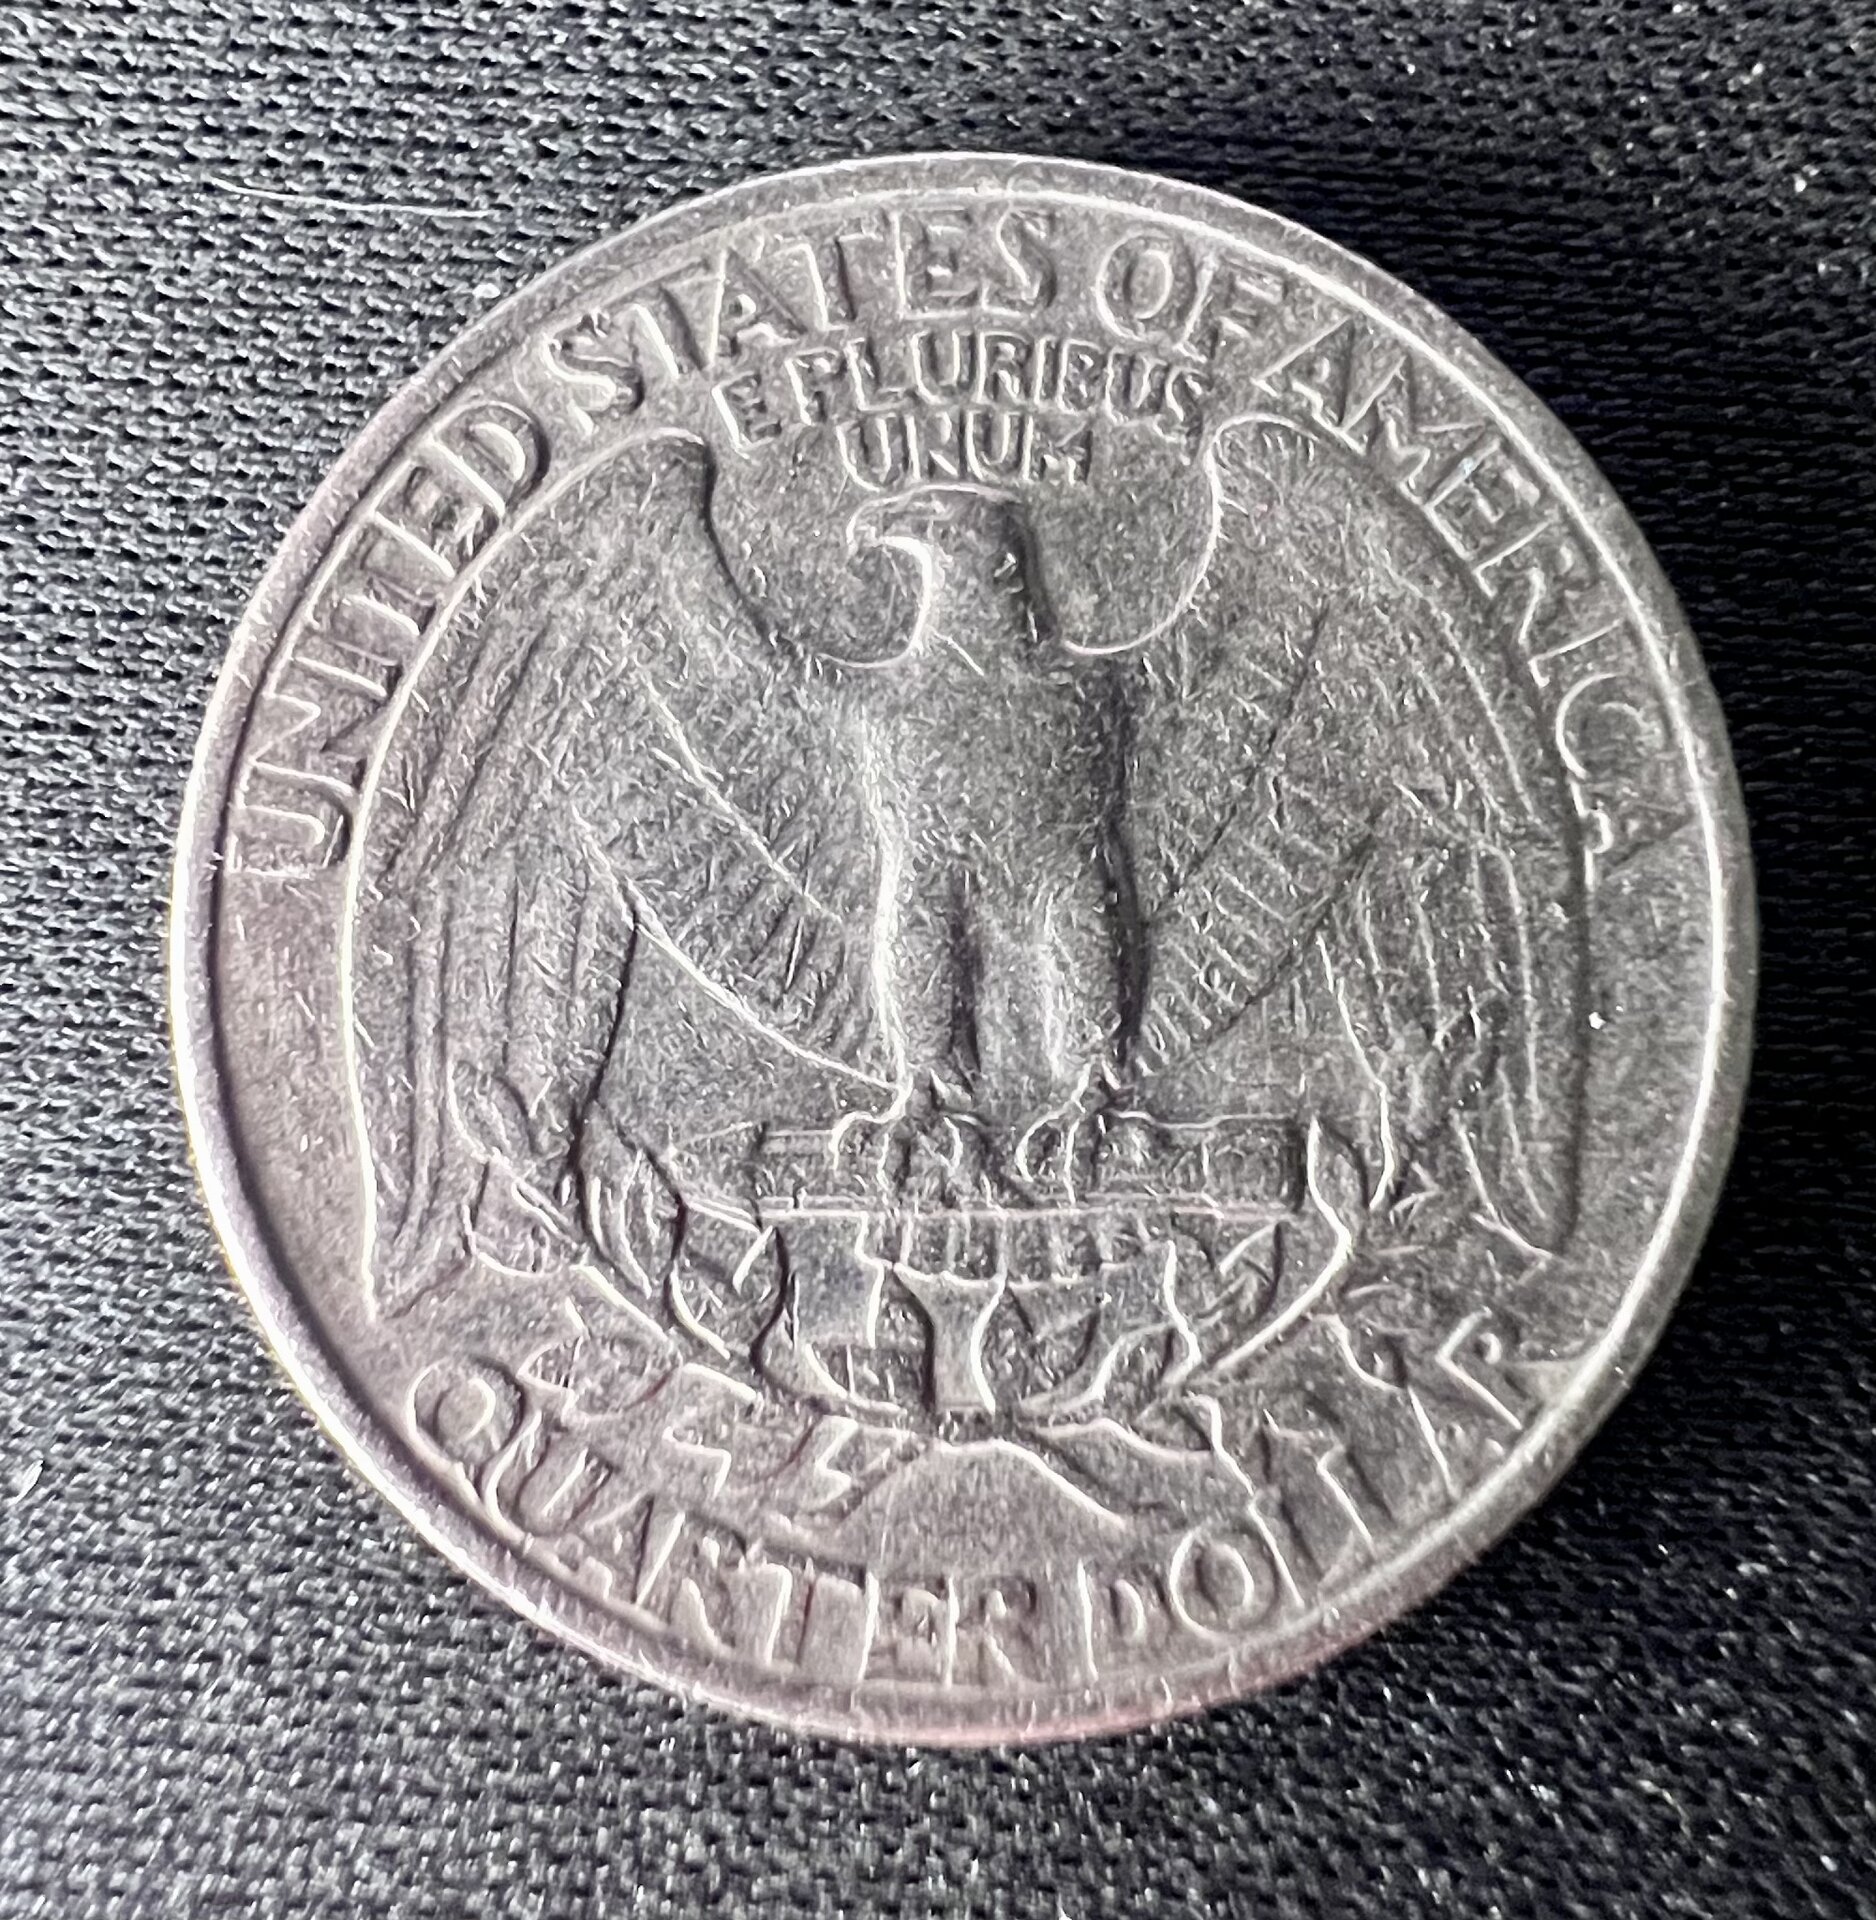 UNITED STATES OF AMERICA
E PLURIBUS
UNUM
QUARTER DOLLAR